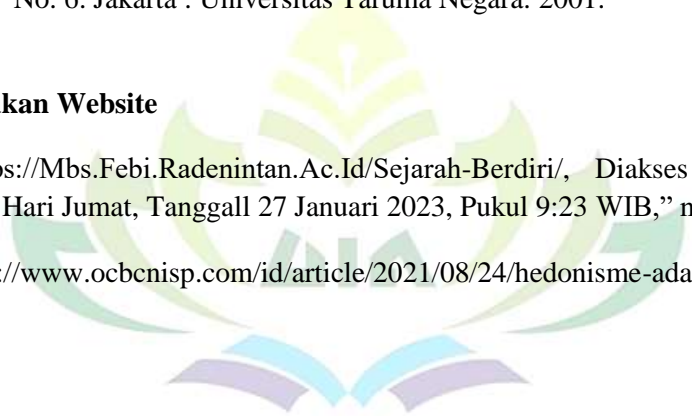 No. 6. Jakarta : Universitas Taruma Negara. 2001.
kan Website
s://Mbs.Febi.Radenintan.Ac.Id/Sejarah-Berdiri/, Diakses
Hari Jumat, Tanggall 27 Januari 2023, Pukul 9:23 WIB,” n
://www.ocbcnisp.com/id/article/2021/08/24/hedonisme-ada